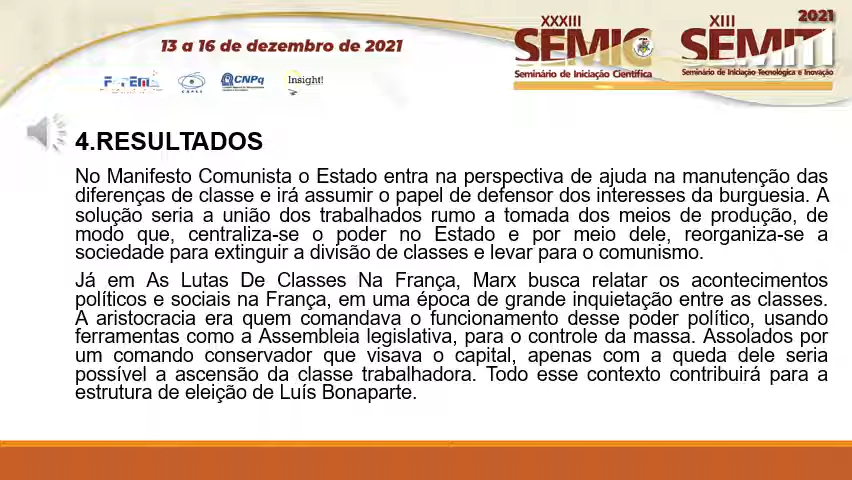 2021
XXXIII
XIII
13 a 16 de dezembro de 2021
SEMIC
SEMITI
Seminário de Iniciação Científica
Seminário de Iniciação Tecnológica e Inovação
CNPq
Insight!
4.RESULTADOS
No Manifesto Comunista o Estado entra na perspectiva de ajuda na manutenção das
diferenças de classe e irá assumir o papel de defensor dos interesses da burguesia. A
solução seria a união dos trabalhados rumo a tomada dos meios de produção, de
modo que, centraliza-se o poder no Estado e por meio dele, reorganiza-se a
sociedade para extinguir a divisão de classes e levar para o comunismo.
Já em As Lutas De Classes Na França, Marx busca relatar os acontecimentos
políticos e sociais na França, em uma época de grande inquietação entre as classes.
A aristocracia era quem comandava o funcionamento desse poder político, usando
ferramentas como a Assembleia legislativa, para o controle da massa. Assolados por
um comando conservador que visava o capital, apenas com a queda dele seria
possível a ascensão da classe trabalhadora. Todo esse contexto contribuirá para a
estrutura de eleição de Luís Bonaparte.